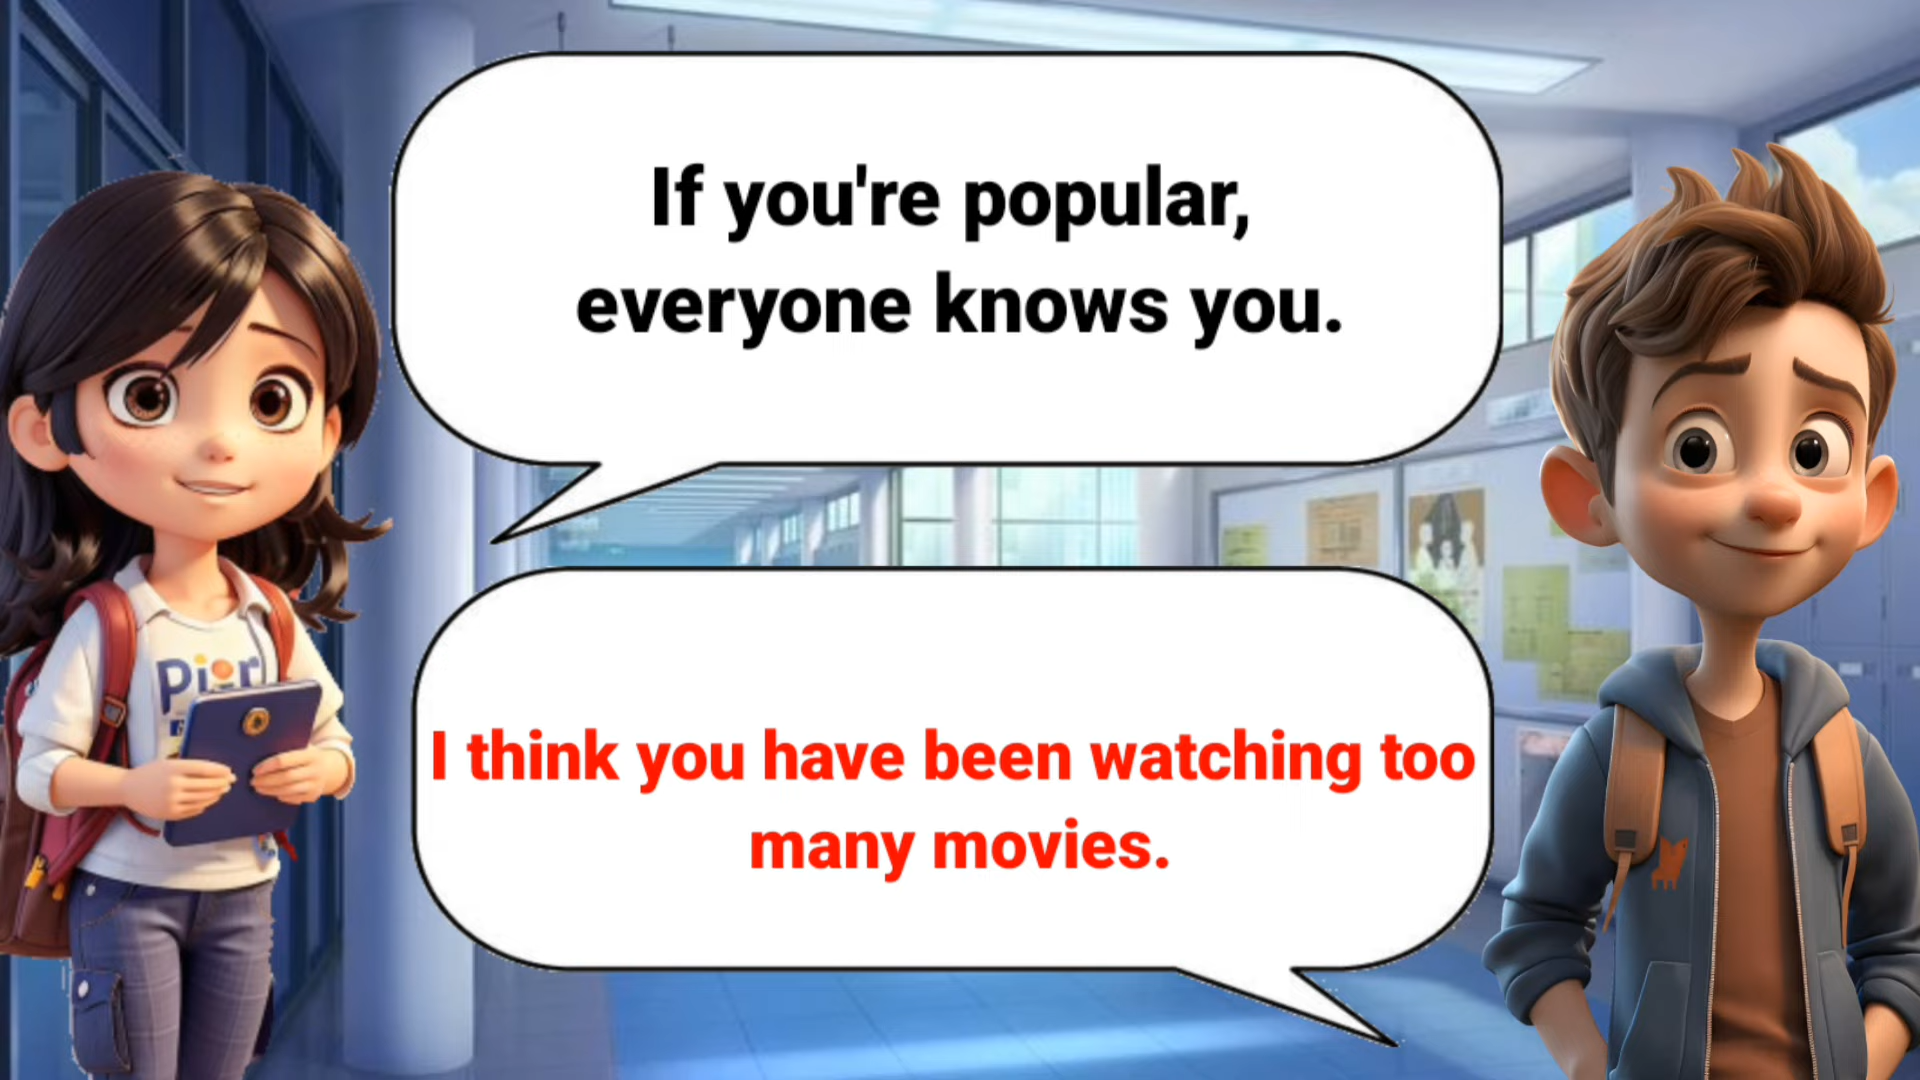 If you're popular,
everyone knows you.
I think you have been watching too
many movies.